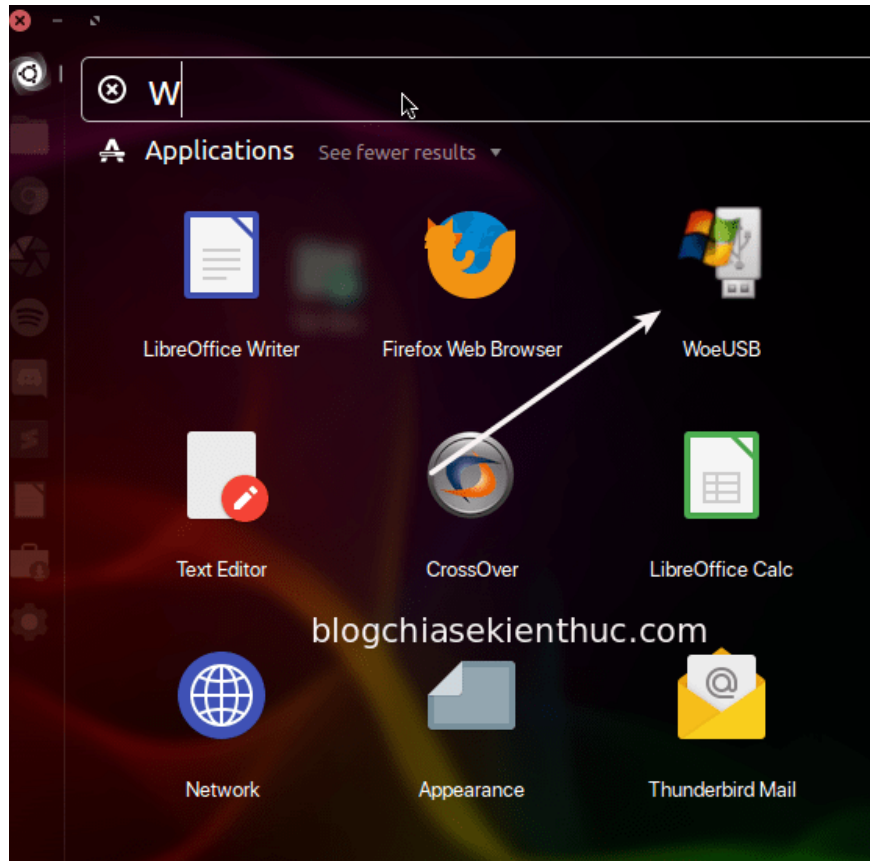 W
Applications See fewer results
LibreOffice Writer
Firefox Web Browser
WoeUSB
Text Editor
CrossOver
LibreOffice Calc
blogchiasekienthuc.com
Network
Appearance
Thunderbird Mail